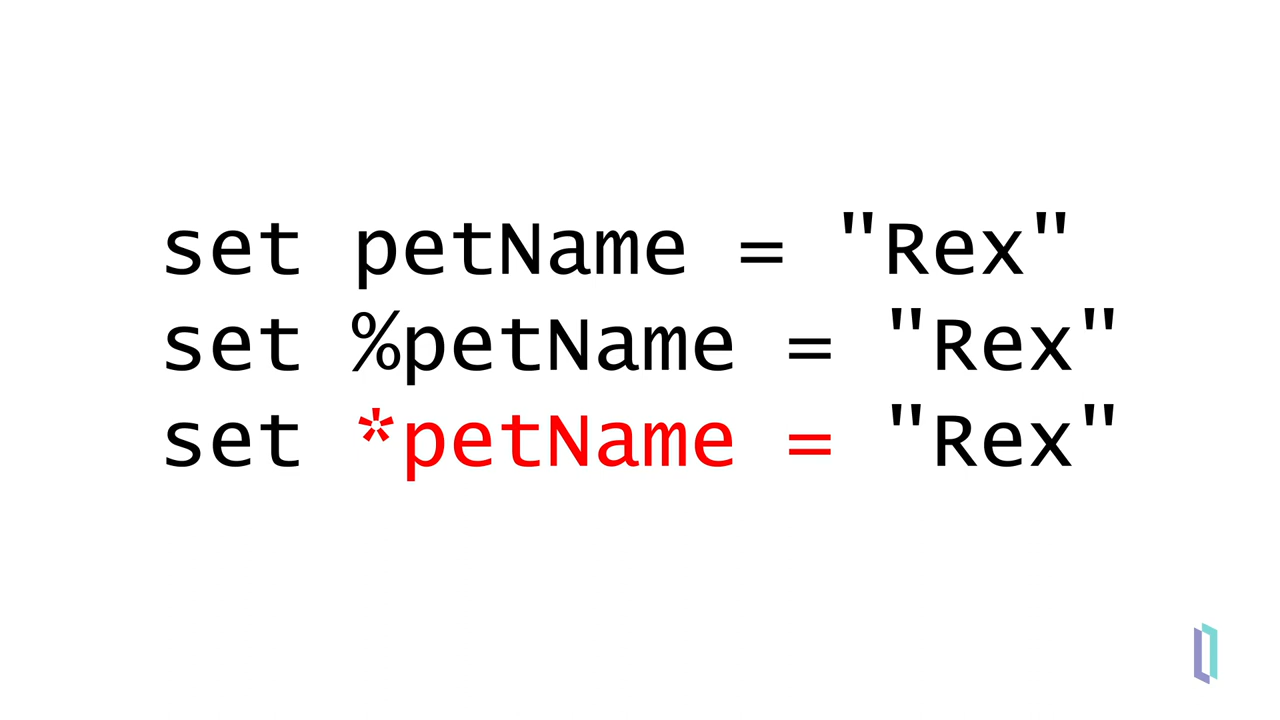 set petName = "Rex"
set %petName = "Rex"
set *petName = "Rex"